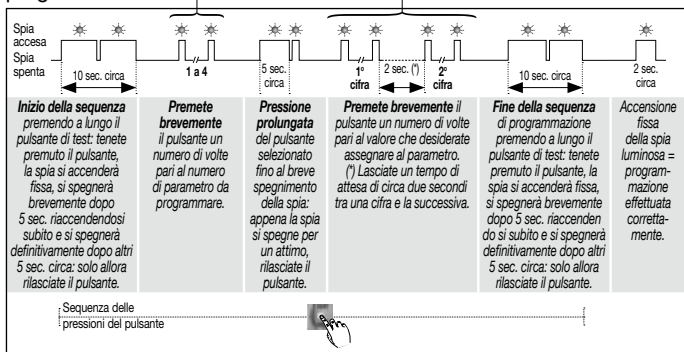 Spia
accesa
Spia
spenta
10 sec. circa
1 a 4
5 sec.
circa
1°
cifra
2 sec. (*)
2°
cifra
10 sec. circa
2 sec.
circa
Inizio della sequenza
premendo a lungo il
pulsante di test: tenete
premuto il pulsante,
la spia si accenderà
fissa, si spegnerà
brevemente dopo
5 sec. riaccendendosi
subito e si spegnerà
definitivamente dopo altri
5 sec. circa: solo allora
rilasciate il pulsante.
Premete
brevemente
il pulsante un
numero di volte
pari al numero
di parametro da
programmare.
Pressione
prolungata
del pulsante
selezionato
fino al breve
spegnimento
della spia:
appena la spia
si spegne per
un attimo,
rilasciate il
pulsante.
Premete brevemente il
pulsante un numero di volte
pari al valore che desiderate
assegnare al parametro.
(*) Lasciate un tempo di
attesa di circa due secondi
tra una cifra e la successiva.
Fine della sequenza
di programmazione
premendo a lungo il
pulsante di test: tenete
premuto il pulsante, la
spia si accenderà fissa,
si spegnerà brevemente
dopo 5 sec. riaccenden
do si subito e si spegnerà
definitivamente dopo altri
5 sec. circa: solo allora
rilasciate il pulsante.
Accensione
fissa
della spia
luminosa =
program-
mazione
effettuata
corretta-
mente.
Sequenza delle
pressioni del pulsante